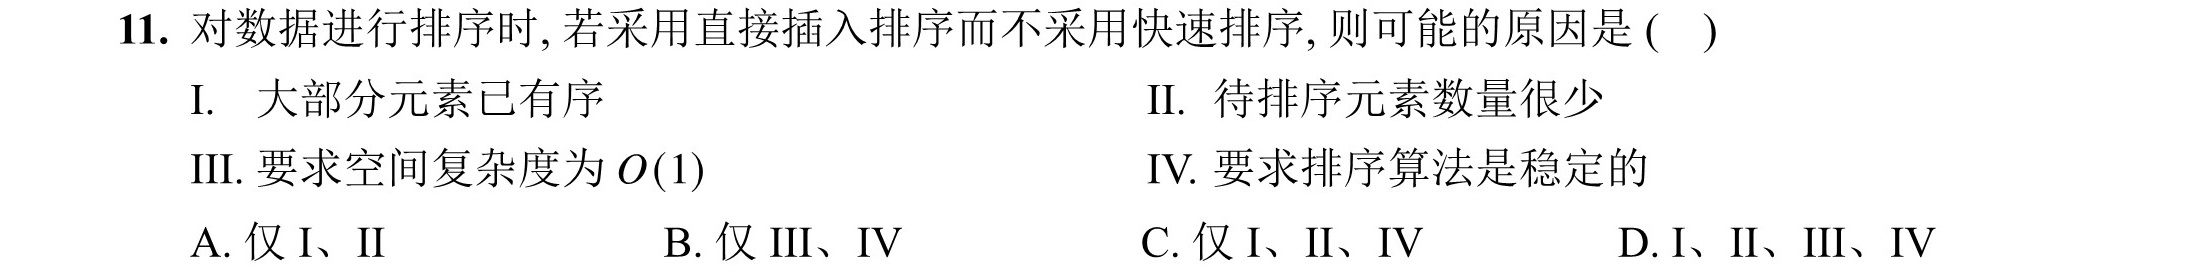 11. 对数据进行排序时, 若采用直接插入排序而不采用快速排序, 则可能的原因是 ( )
I. 大部分元素已有序 II. 待排序元素数量很少
III. 要求空间复杂度为 O(1) IV. 要求排序算法是稳定的
A. 仅 I、II B. 仅 III、IV C. 仅 I、II、IV D. I、II、III、IV